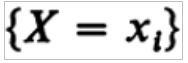 {X = xᵢ}